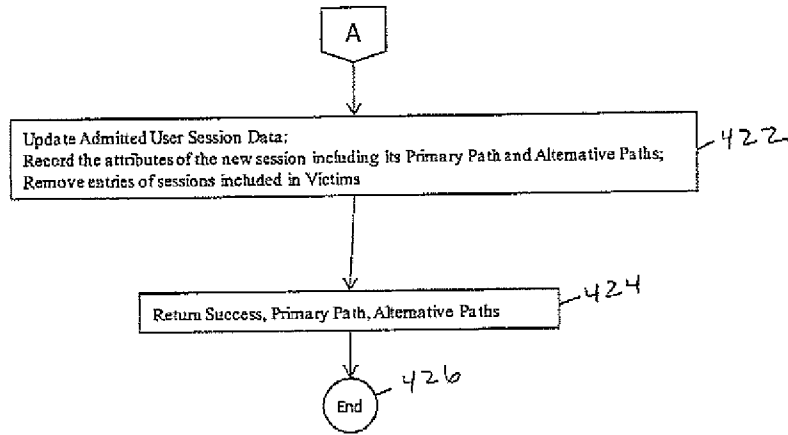 A
Update Admitted User Session Data;
Record the attributes of the new session including its Primary Path and Alternative Paths;
Remove entries of sessions included in Victims
422
Return Success, Primary Path, Alternative Paths
424
426
End